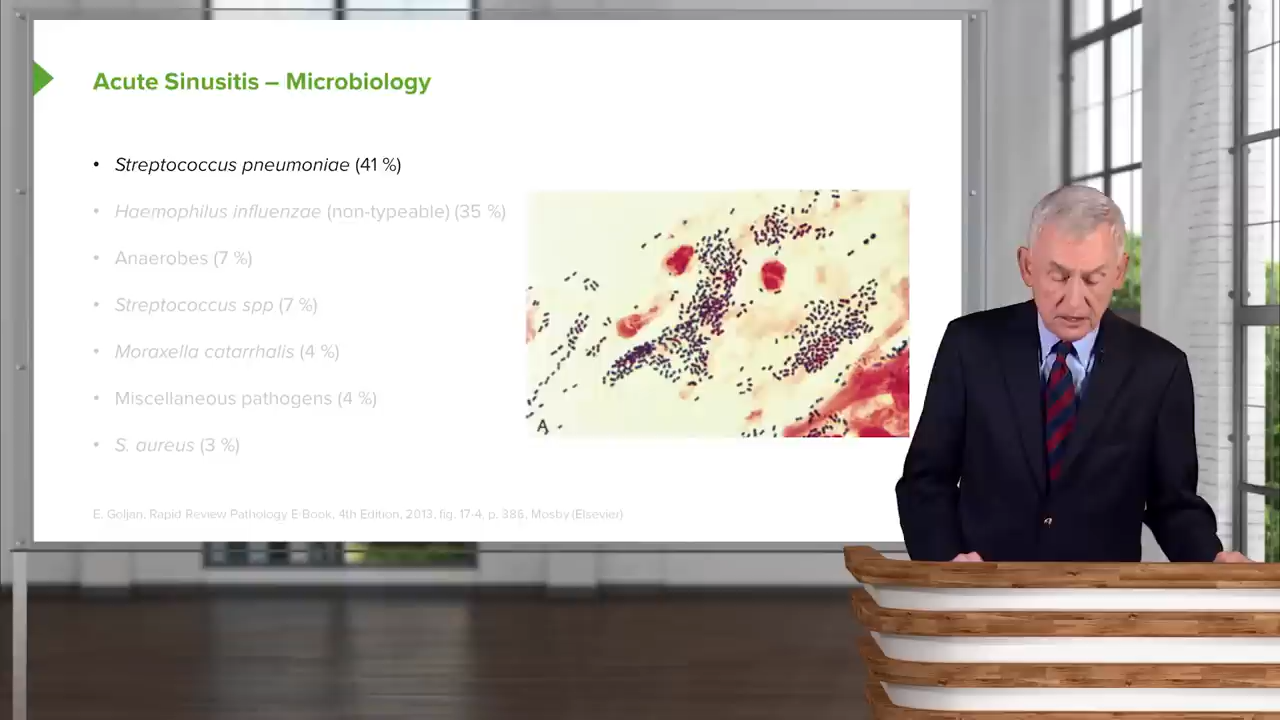 Acute Sinusitis – Microbiology
• Streptococcus pneumoniae (41 %)
• Haemophilus influenzae (non-typeable) (35 %)
• Anaerobes (7 %)
• Streptococcus spp (7 %)
• Moraxella catarrhalis (4 %)
• Miscellaneous pathogens (4 %)
• S. aureus (3 %)
A
E. Goljan, Rapid Review Pathology E-Book, 4th Edition, 2013, fig. 17-4, p. 386, Mosby (Elsevier)